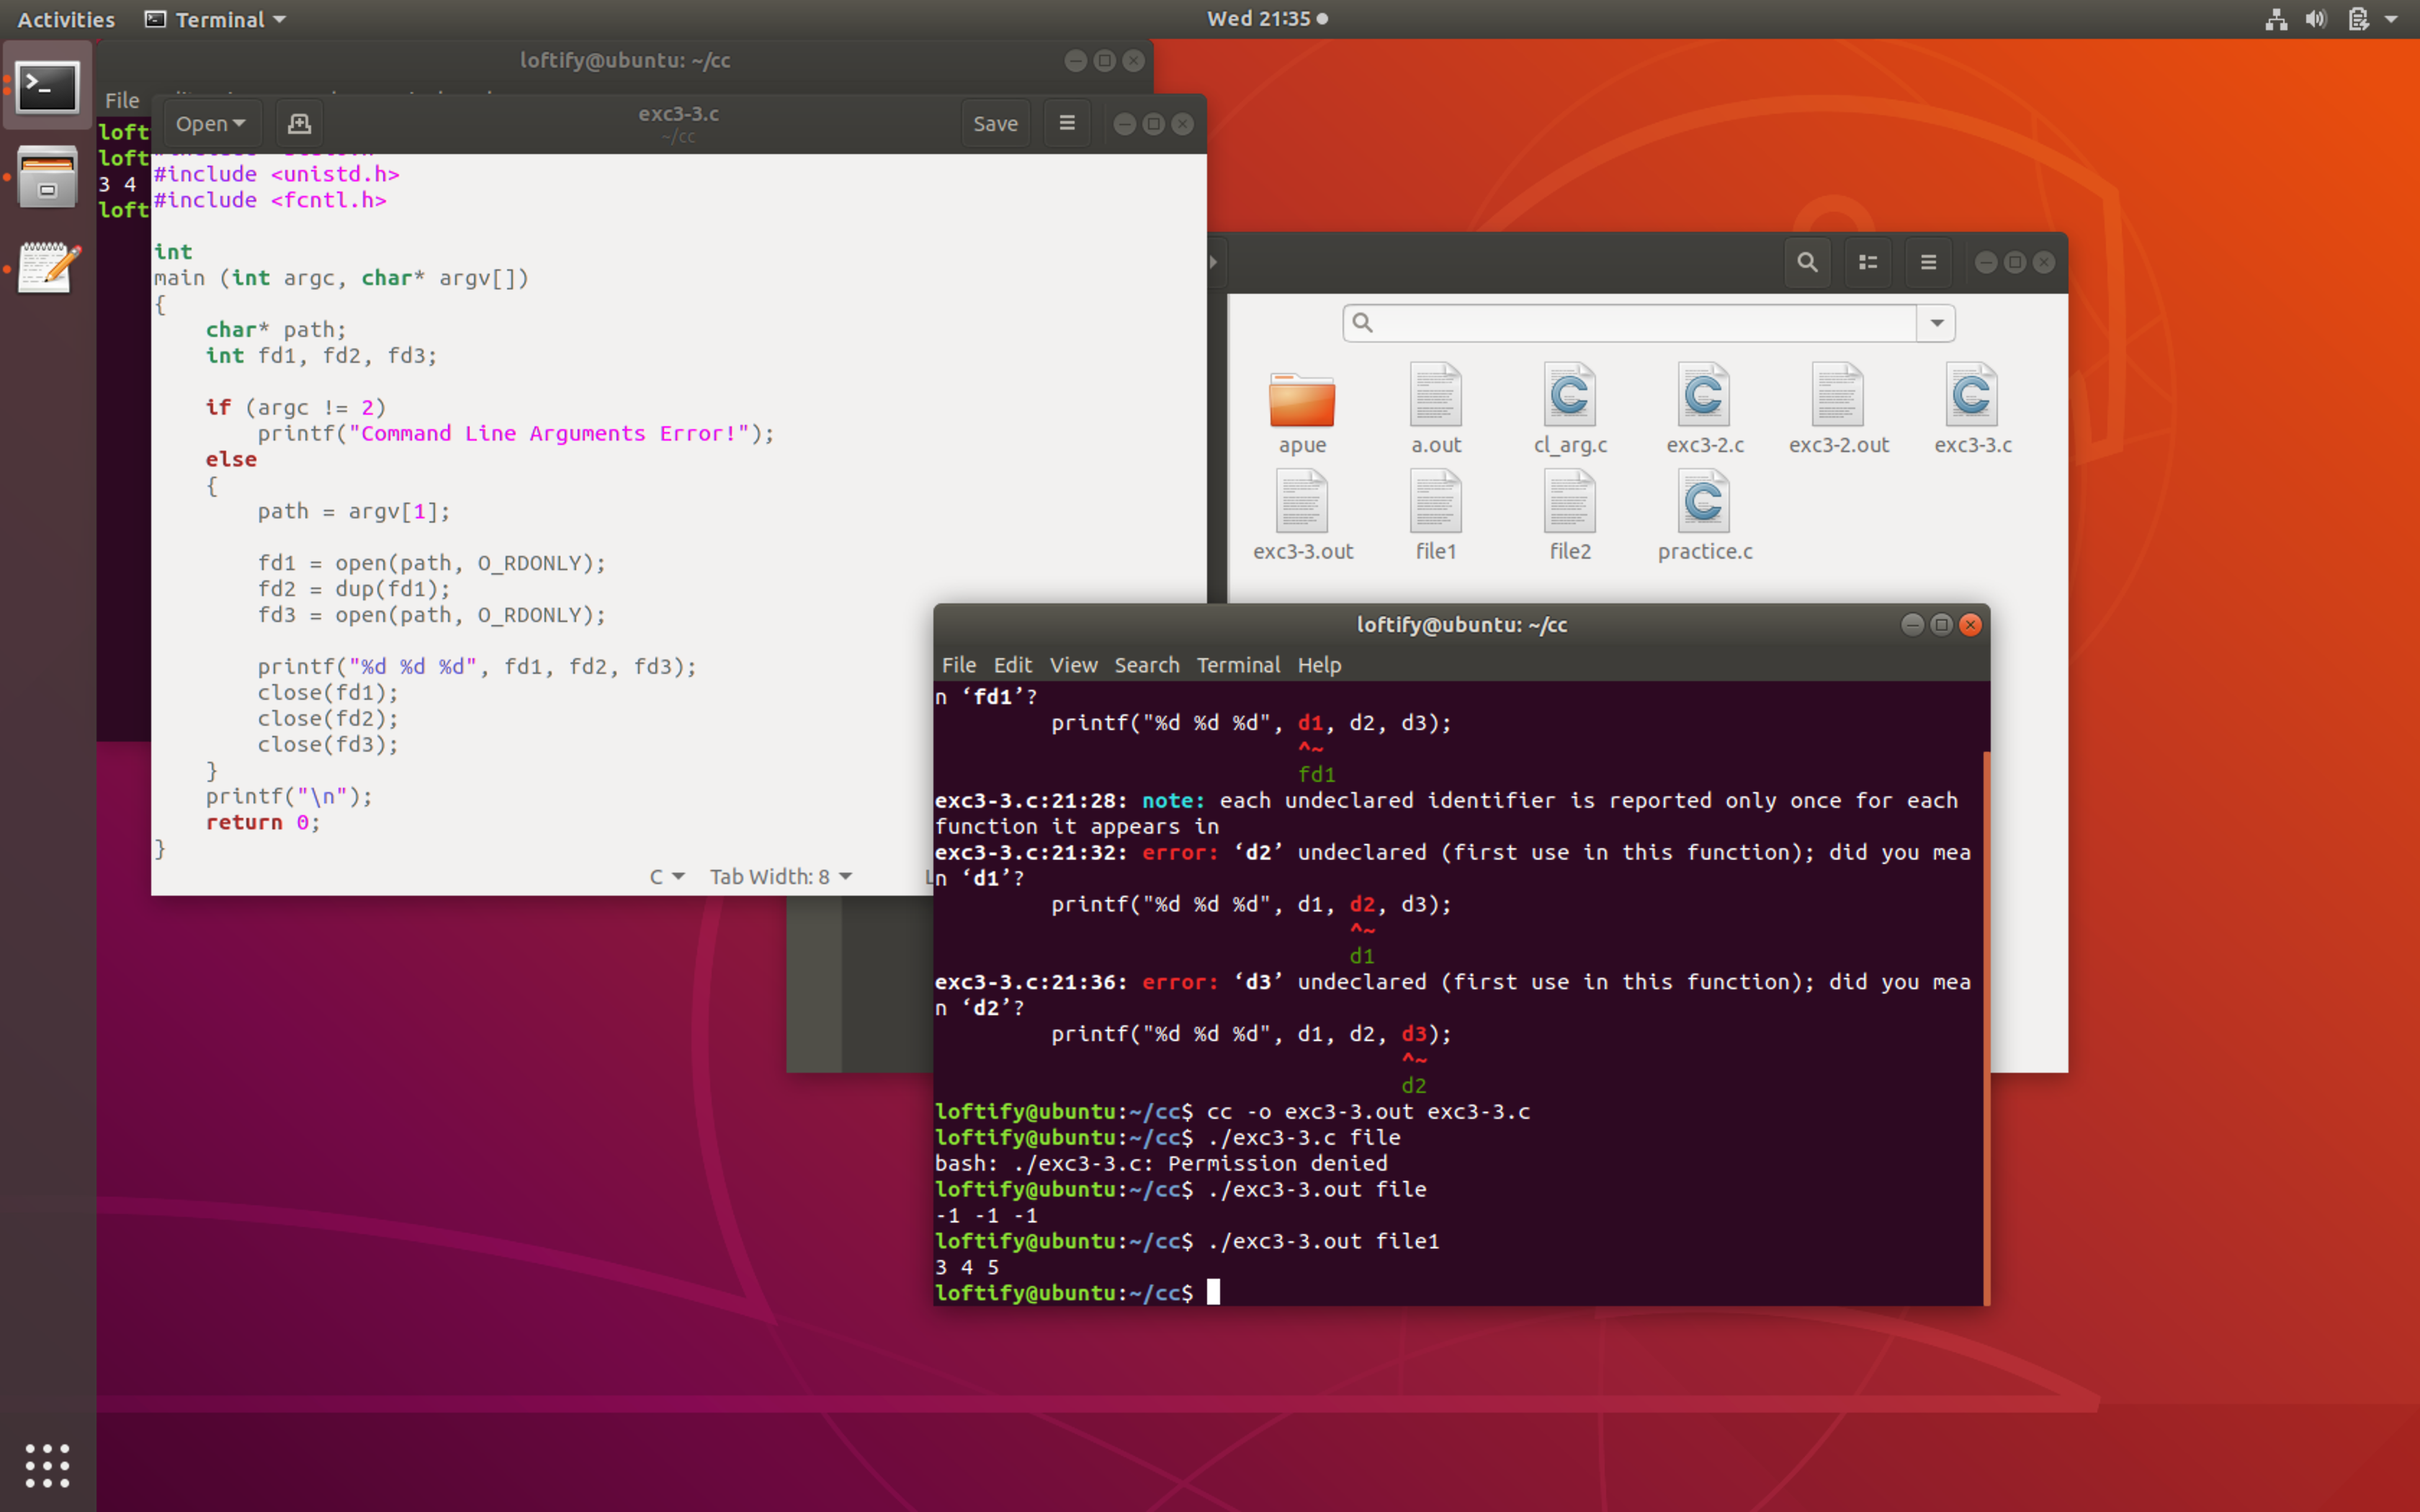 Activities
Terminal
Wed 21:35
loftify@ubuntu: ~/cc
File
loft
loft
3 4
loft
Open
exc3-3.c
~/cc
Save
#include <unistd.h>
#include <fcntl.h>
int
main (int argc, char* argv[])
{
char* path;
int fd1, fd2, fd3;
if (argc != 2)
printf("Command Line Arguments Error!");
else
{
path = argv[1];
fd1 = open(path, O_RDONLY);
fd2 = dup(fd1);
fd3 = open(path, O_RDONLY);
printf("%d %d %d", fd1, fd2, fd3);
close(fd1);
close(fd2);
close(fd3);
}
printf("\n");
return 0;
}
C
Tab Width: 8
apue
a.out
cl_arg.c
exc3-2.c
exc3-2.out
exc3-3.c
exc3-3.out
file1
file2
practice.c
loftify@ubuntu: ~/cc
File Edit View Search Terminal Help
n ‘fd1’?
printf("%d %d %d", d1, d2, d3);
^~
fd1
exc3-3.c:21:28: note: each undeclared identifier is reported only once for each
function it appears in
exc3-3.c:21:32: error: ‘d2’ undeclared (first use in this function); did you mea
n ‘d1’?
printf("%d %d %d", d1, d2, d3);
^~
d1
exc3-3.c:21:36: error: ‘d3’ undeclared (first use in this function); did you mea
n ‘d2’?
printf("%d %d %d", d1, d2, d3);
^~
d2
loftify@ubuntu:~/cc$ cc -o exc3-3.out exc3-3.c
loftify@ubuntu:~/cc$ ./exc3-3.c file
bash: ./exc3-3.c: Permission denied
loftify@ubuntu:~/cc$ ./exc3-3.out file
-1 -1 -1
loftify@ubuntu:~/cc$ ./exc3-3.out file1
3 4 5
loftify@ubuntu:~/cc$